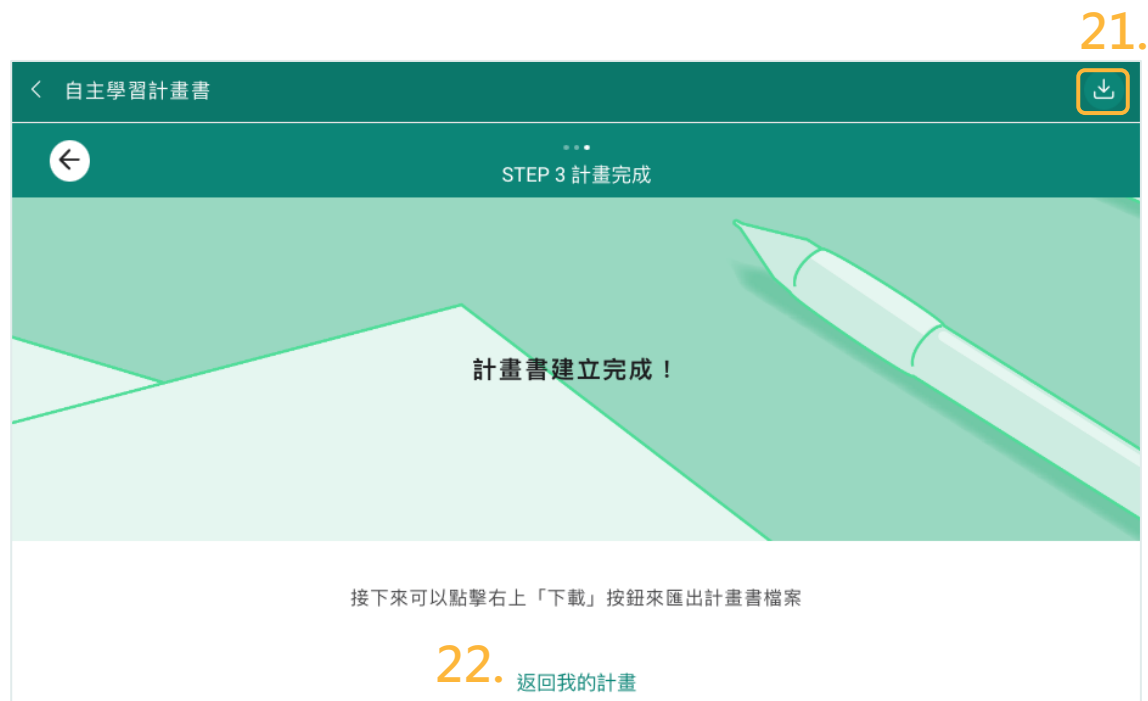 21.
自主學習計畫書
STEP 3 計畫完成
計畫書建立完成！
接下來可以點擊右上「下載」按鈕來匯出計畫書檔案
22. 返回我的計畫